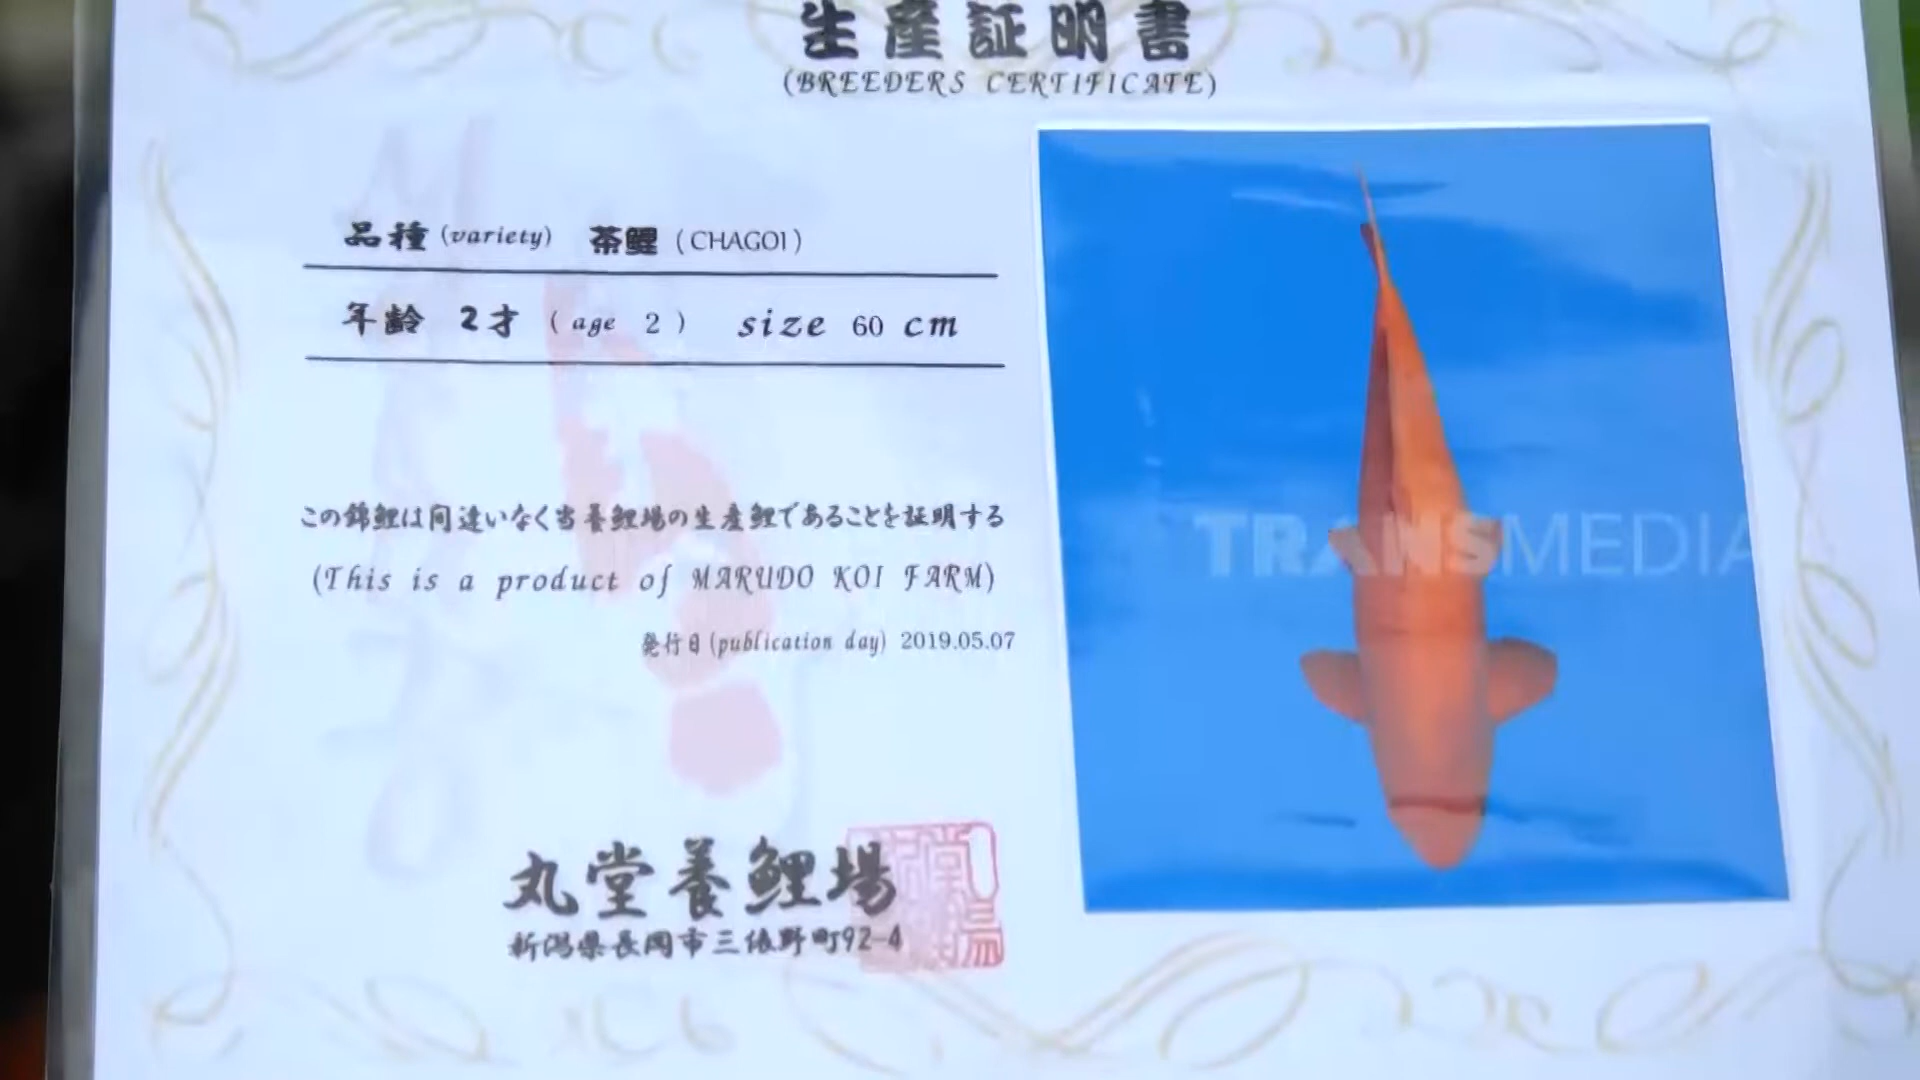 生産証明書
(BREEDERS CERTIFICATE)
品種 (variety) 茶鯉 (CHAGOI)
年齢 2才 (age 2) size 60 cm
この錦鯉は間違いなく当養鯉場の生産鯉であることを証明する
(This is a product of MARUDO KOI FARM)
発行日 (publication day) 2019.05.07
丸堂養鯉場
新潟県長岡市三俵野町92-4
TRANSMEDIA